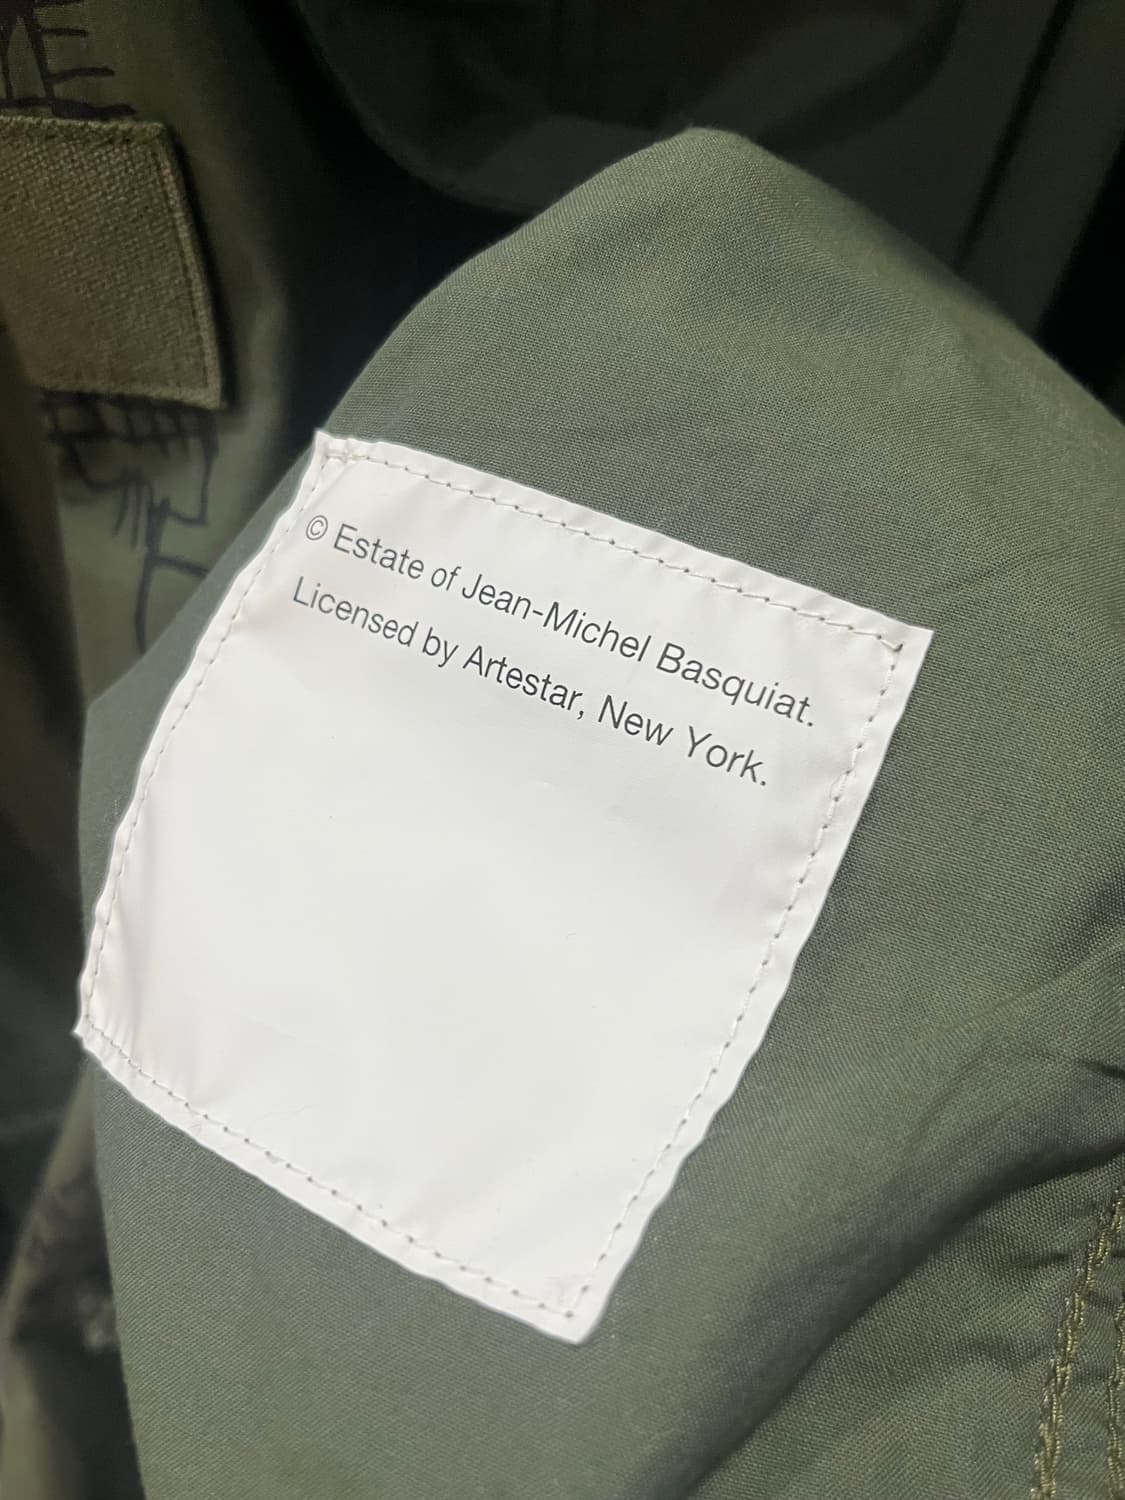 © Estate of Jean-Michel Basquiat.
Licensed by Artestar, New York.